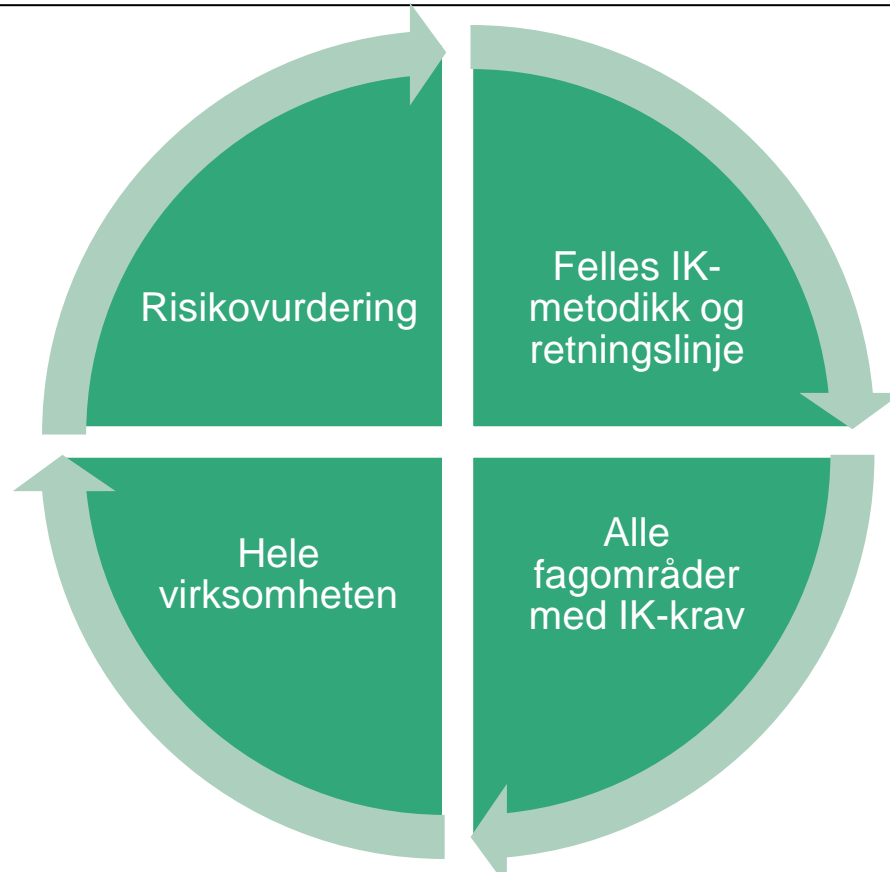 Risikovurdering
Felles IK-
metodikk og
retningslinje
Hele
virksomheten
Alle
fagområder
med IK-krav